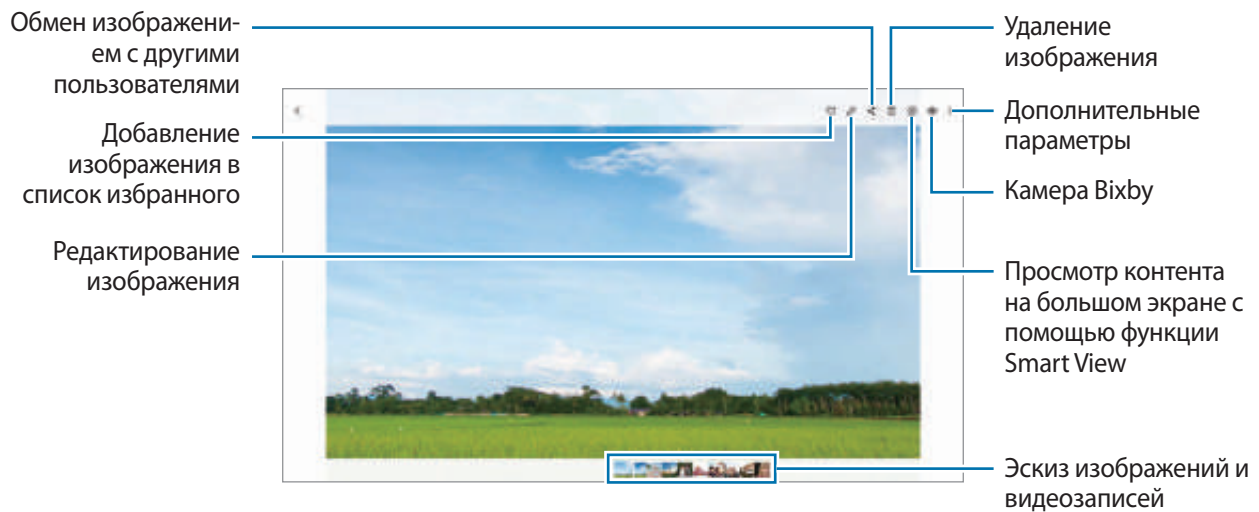 Обмен изображени-
ем с другими
пользователями
Добавление
изображения в
список избранного
Редактирование
изображения
Удаление
изображения
Дополнительные
параметры
Камера Bixby
Просмотр контента
на большом экране с
помощью функции
Smart View
Эскиз изображений и
видеозаписей